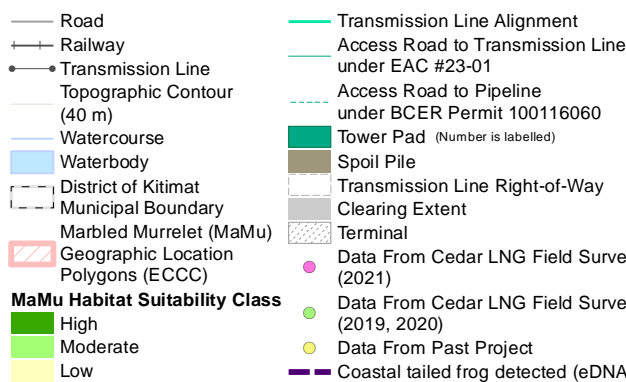 Road
Railway
Transmission Line
Topographic Contour
(40 m)
Watercourse
Waterbody
District of Kitimat
Municipal Boundary
Marbled Murrelet (MaMu)
Geographic Location
Polygons (ECCC)
MaMu Habitat Suitability Class
High
Moderate
Low
Transmission Line Alignment
Access Road to Transmission Line
under EAC #23-01
Access Road to Pipeline
under BCER Permit 100116060
Tower Pad (Number is labelled)
Spoil Pile
Transmission Line Right-of-Way
Clearing Extent
Terminal
Data From Cedar LNG Field Surve
(2021)
Data From Cedar LNG Field Surve
(2019, 2020)
Data From Past Project
Coastal tailed frog detected (eDNA